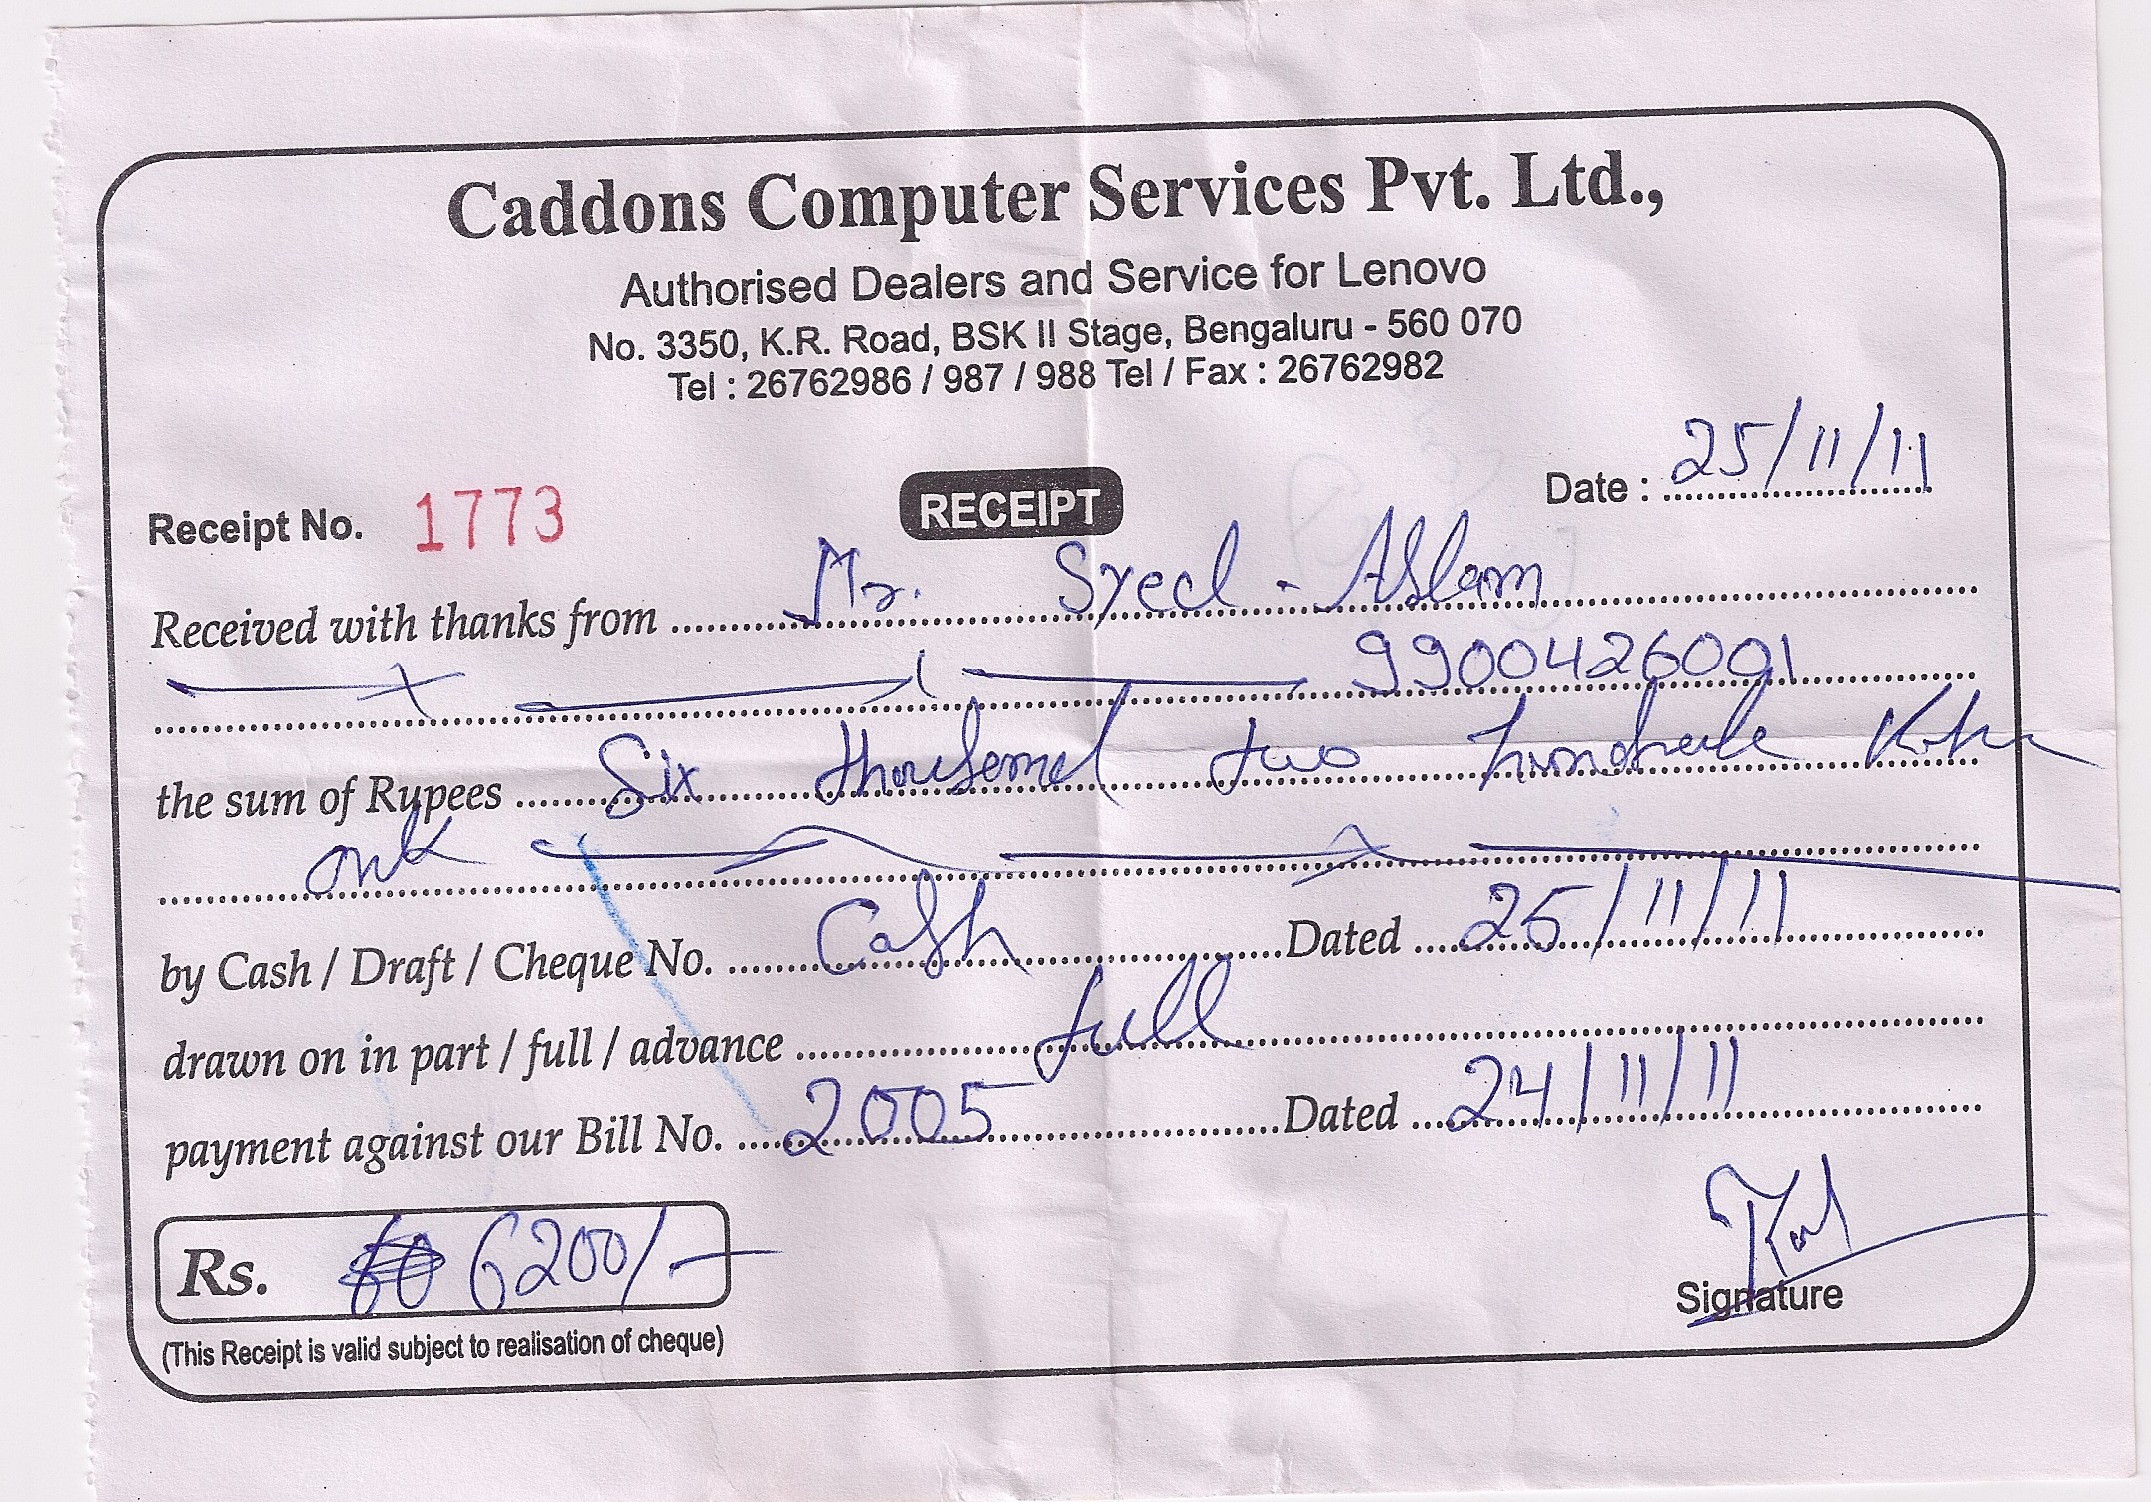 Caddons Computer Services Pvt. Ltd.,
Authorised Dealers and Service for Lenovo
No. 3350, K.R. Road, BSK II Stage, Bengaluru - 560 070
Tel : 26762986 / 987 / 988 Tel / Fax : 26762982
Date : 25/11/11
Receipt No. 1773 RECEIPT
Received with thanks from Mr. Syed - Aslam
9900426001
the sum of Rupees Six thousand two hundred
by Cash / Draft / Cheque No. Cash Dated 25/11/11
drawn on in part / full / advance full
payment against our Bill No. 2005 Dated 24/11/11
Rs. 6200/-
Signature
(This Receipt is valid subject to realisation of cheque)